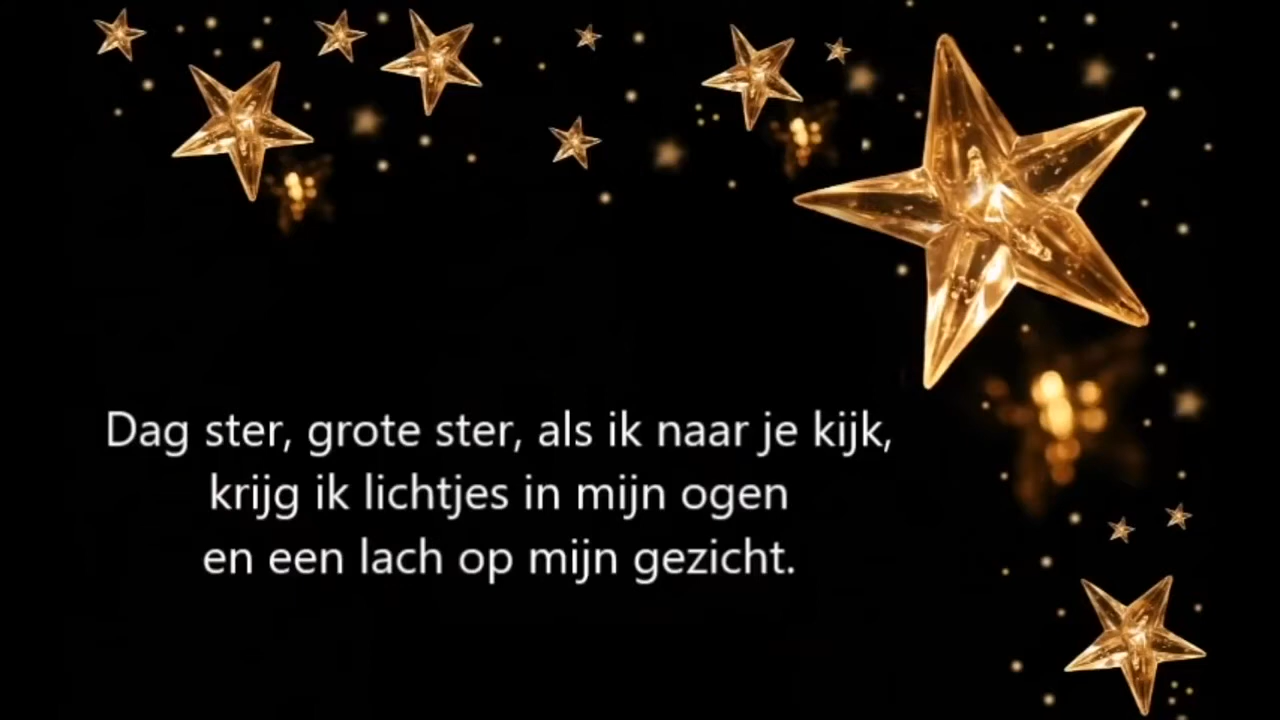 Dag ster, grote ster, als ik naar je kijk,
krijg ik lichtjes in mijn ogen
en een lach op mijn gezicht.